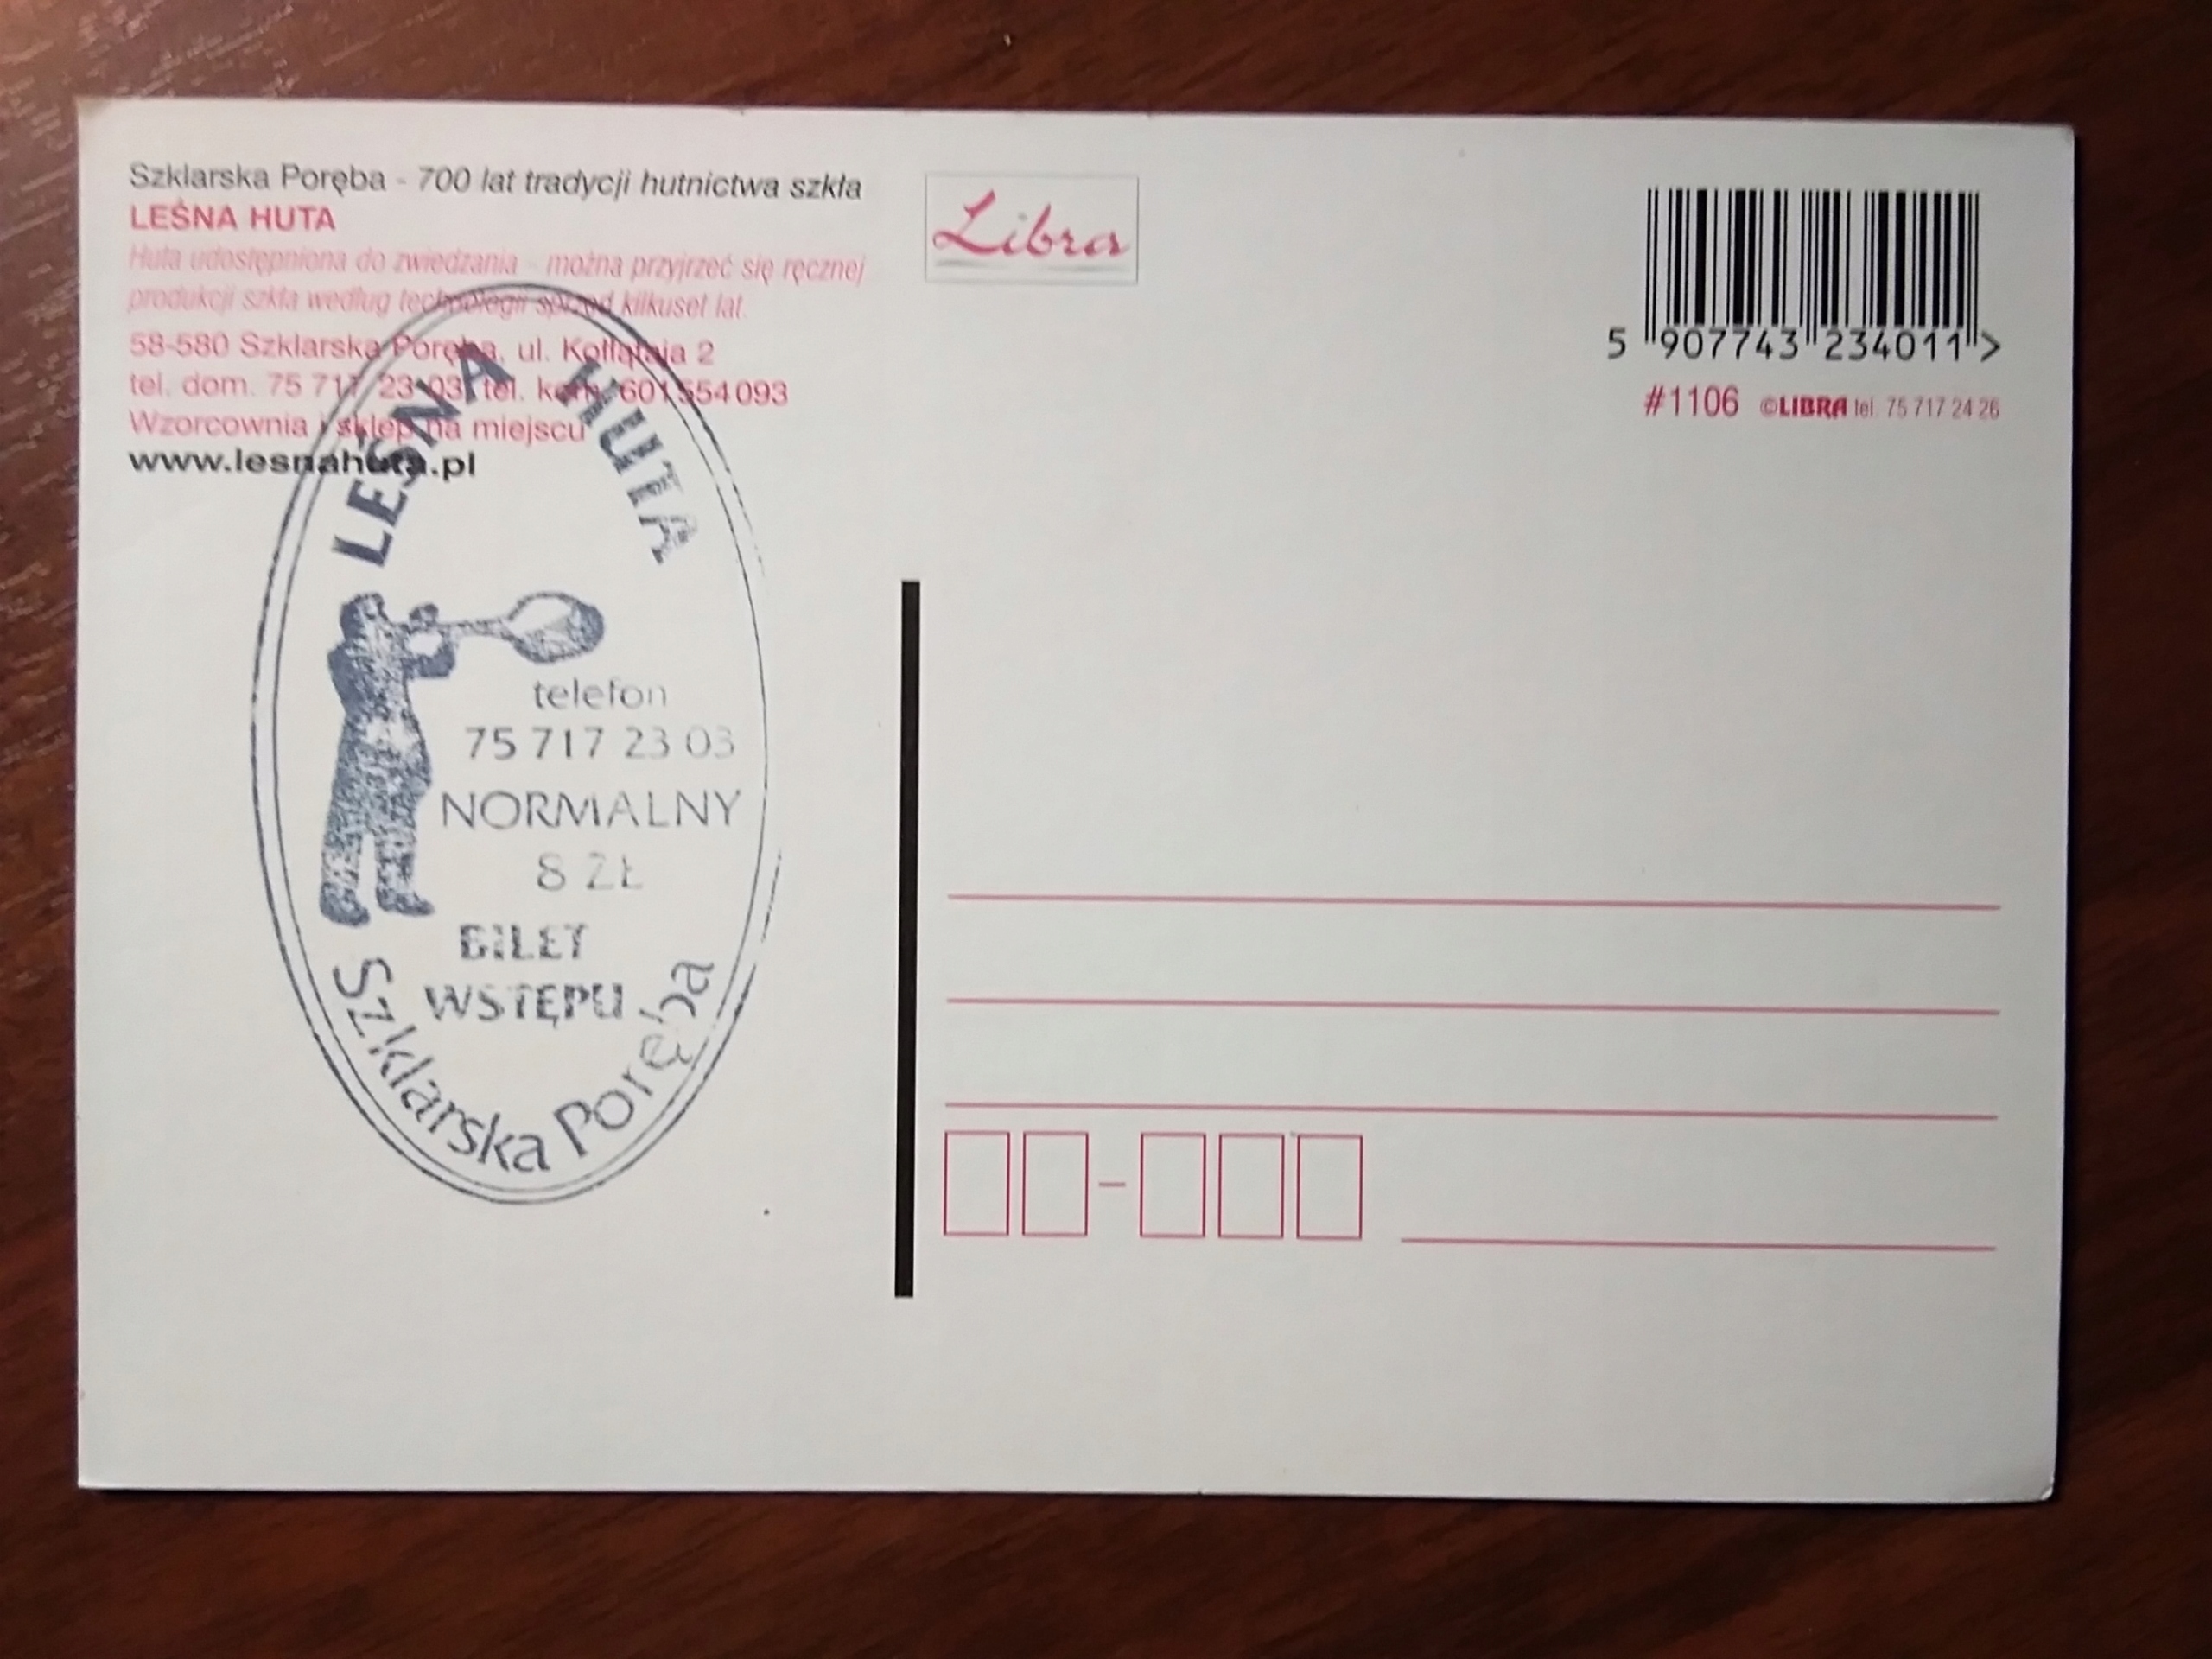 Szklarska Poręba - 700 lat tradycji hutnictwa szkła
LEŚNA HUTA
Huta udostępniona do zwiedzania - można przyjrzeć się ręcznej
produkcji szkła według technologii sprzed kilkuset lat.
58-580 Szklarska Poręba, ul. Kołłątaja 2
tel. dom. 75 717 23 03, tel. kom. 601 554 093
Wzorcownia i sklep na miejscu
www.lesnahuta.pl
Libra
5 907743 234011 >
#1106 ©LIBRA tel. 75 717 24 26
LEŚNA HUTA
telefon
75 717 23 03
NORMALNY
8 ZŁ
BILET
WSTĘPU
Szklarska Poręba